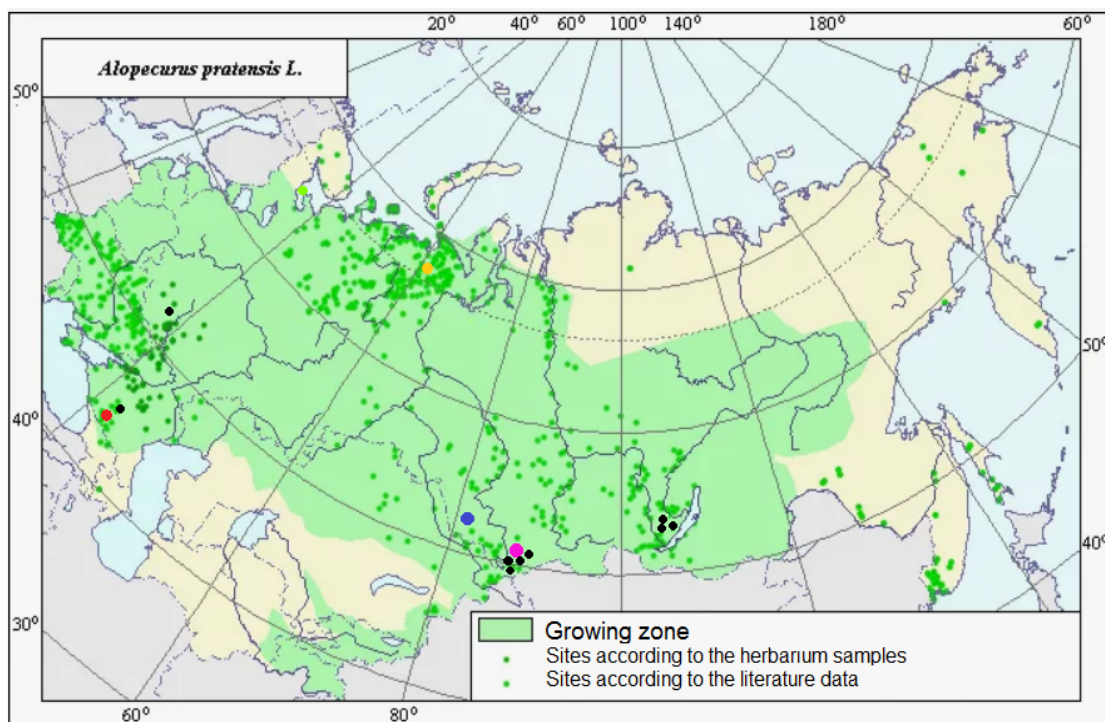 20° 40° 60° 100° 140° 180° 60°
Alopecurus pratensis L.
50°
50°
40°
40°
30°
Growing zone
Sites according to the herbarium samples
Sites according to the literature data
60° 80°